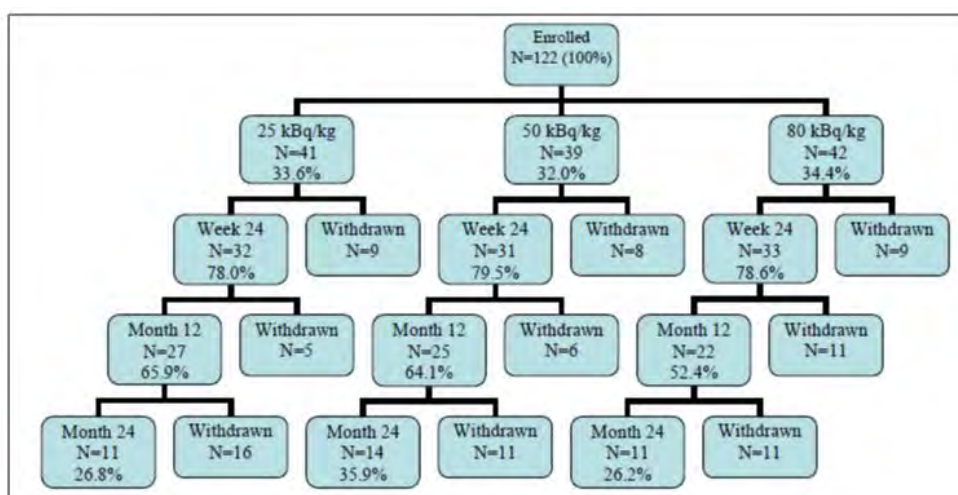 Enrolled
N=122 (100%)
25 kBq/kg
N=41
33.6%
50 kBq/kg
N=39
32.0%
80 kBq/kg
N=42
34.4%
Week 24
N=32
78.0%
Withdrawn
N=9
Week 24
N=31
79.5%
Withdrawn
N=8
Week 24
N=33
78.6%
Withdrawn
N=9
Month 12
N=27
65.9%
Withdrawn
N=5
Month 12
N=25
64.1%
Withdrawn
N=6
Month 12
N=22
52.4%
Withdrawn
N=11
Month 24
N=11
26.8%
Withdrawn
N=16
Month 24
N=14
35.9%
Withdrawn
N=11
Month 24
N=11
26.2%
Withdrawn
N=11